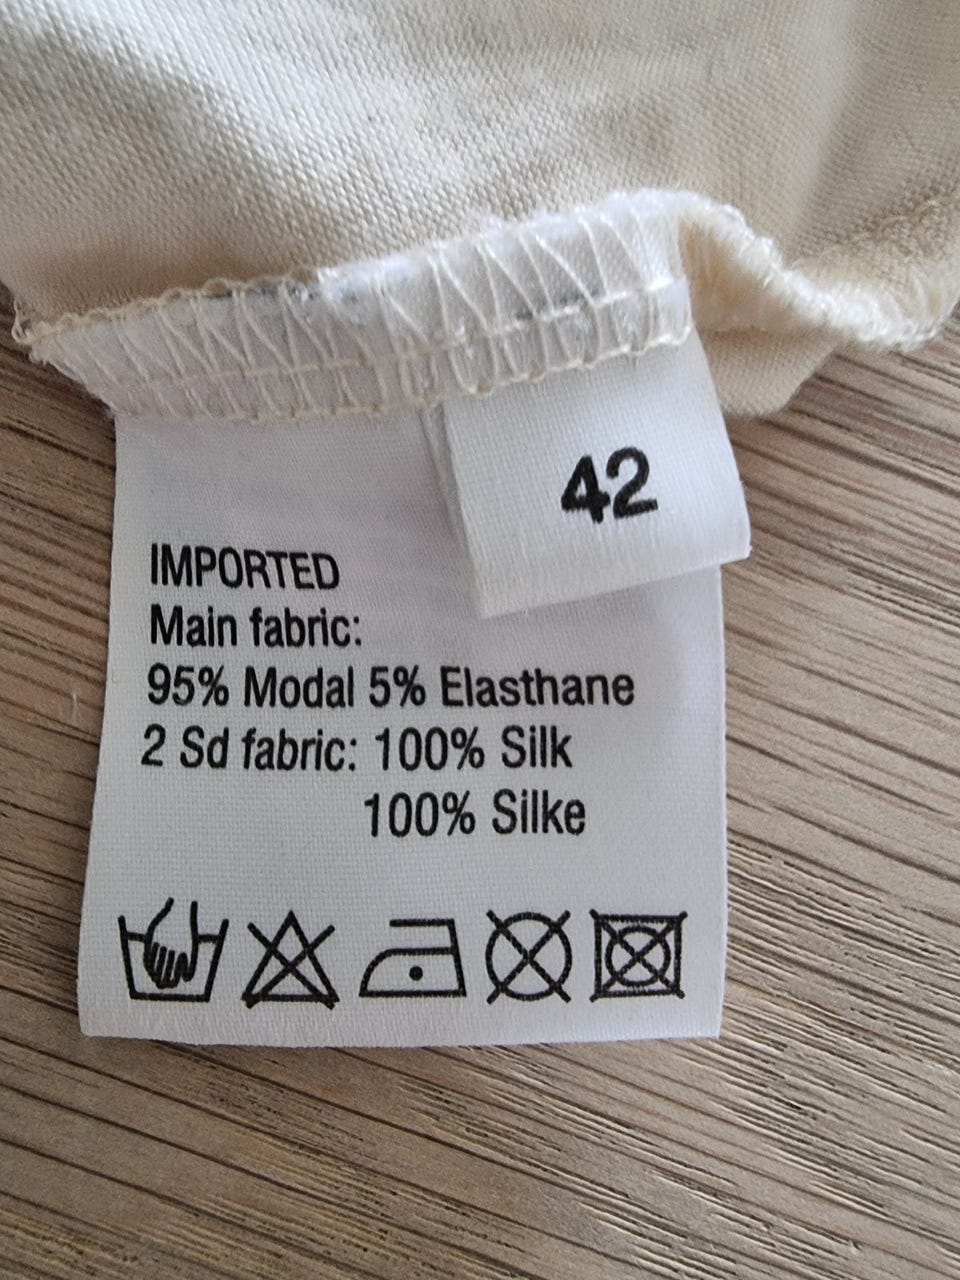 42
IMPORTED
Main fabric:
95% Modal 5% Elasthane
2 Sd fabric: 100% Silk
100% Silke